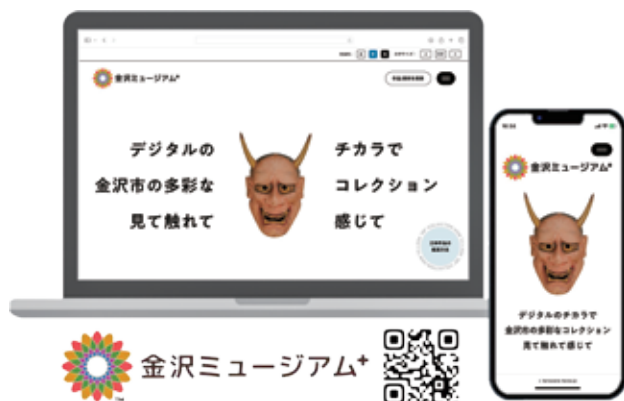 金沢ミュージアム+
デジタルの
チカラで
金沢市の多彩な
コレクション
見て触れて
感じて
金沢ミュージアム+
デジタルのチカラで
金沢市の多彩なコレクション
見て触れて感じて
金沢ミュージアム+
TM